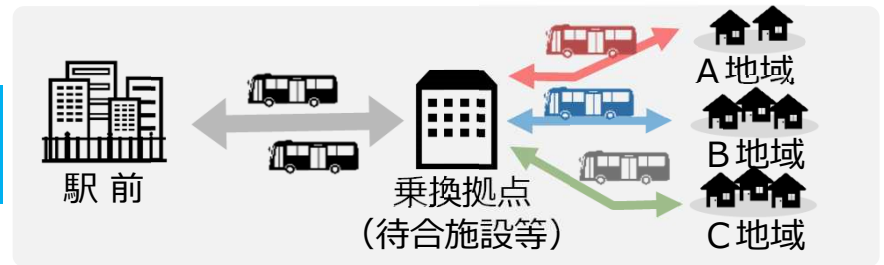 駅前
乗換拠点
（待合施設等）
Ａ地域
Ｂ地域
Ｃ地域